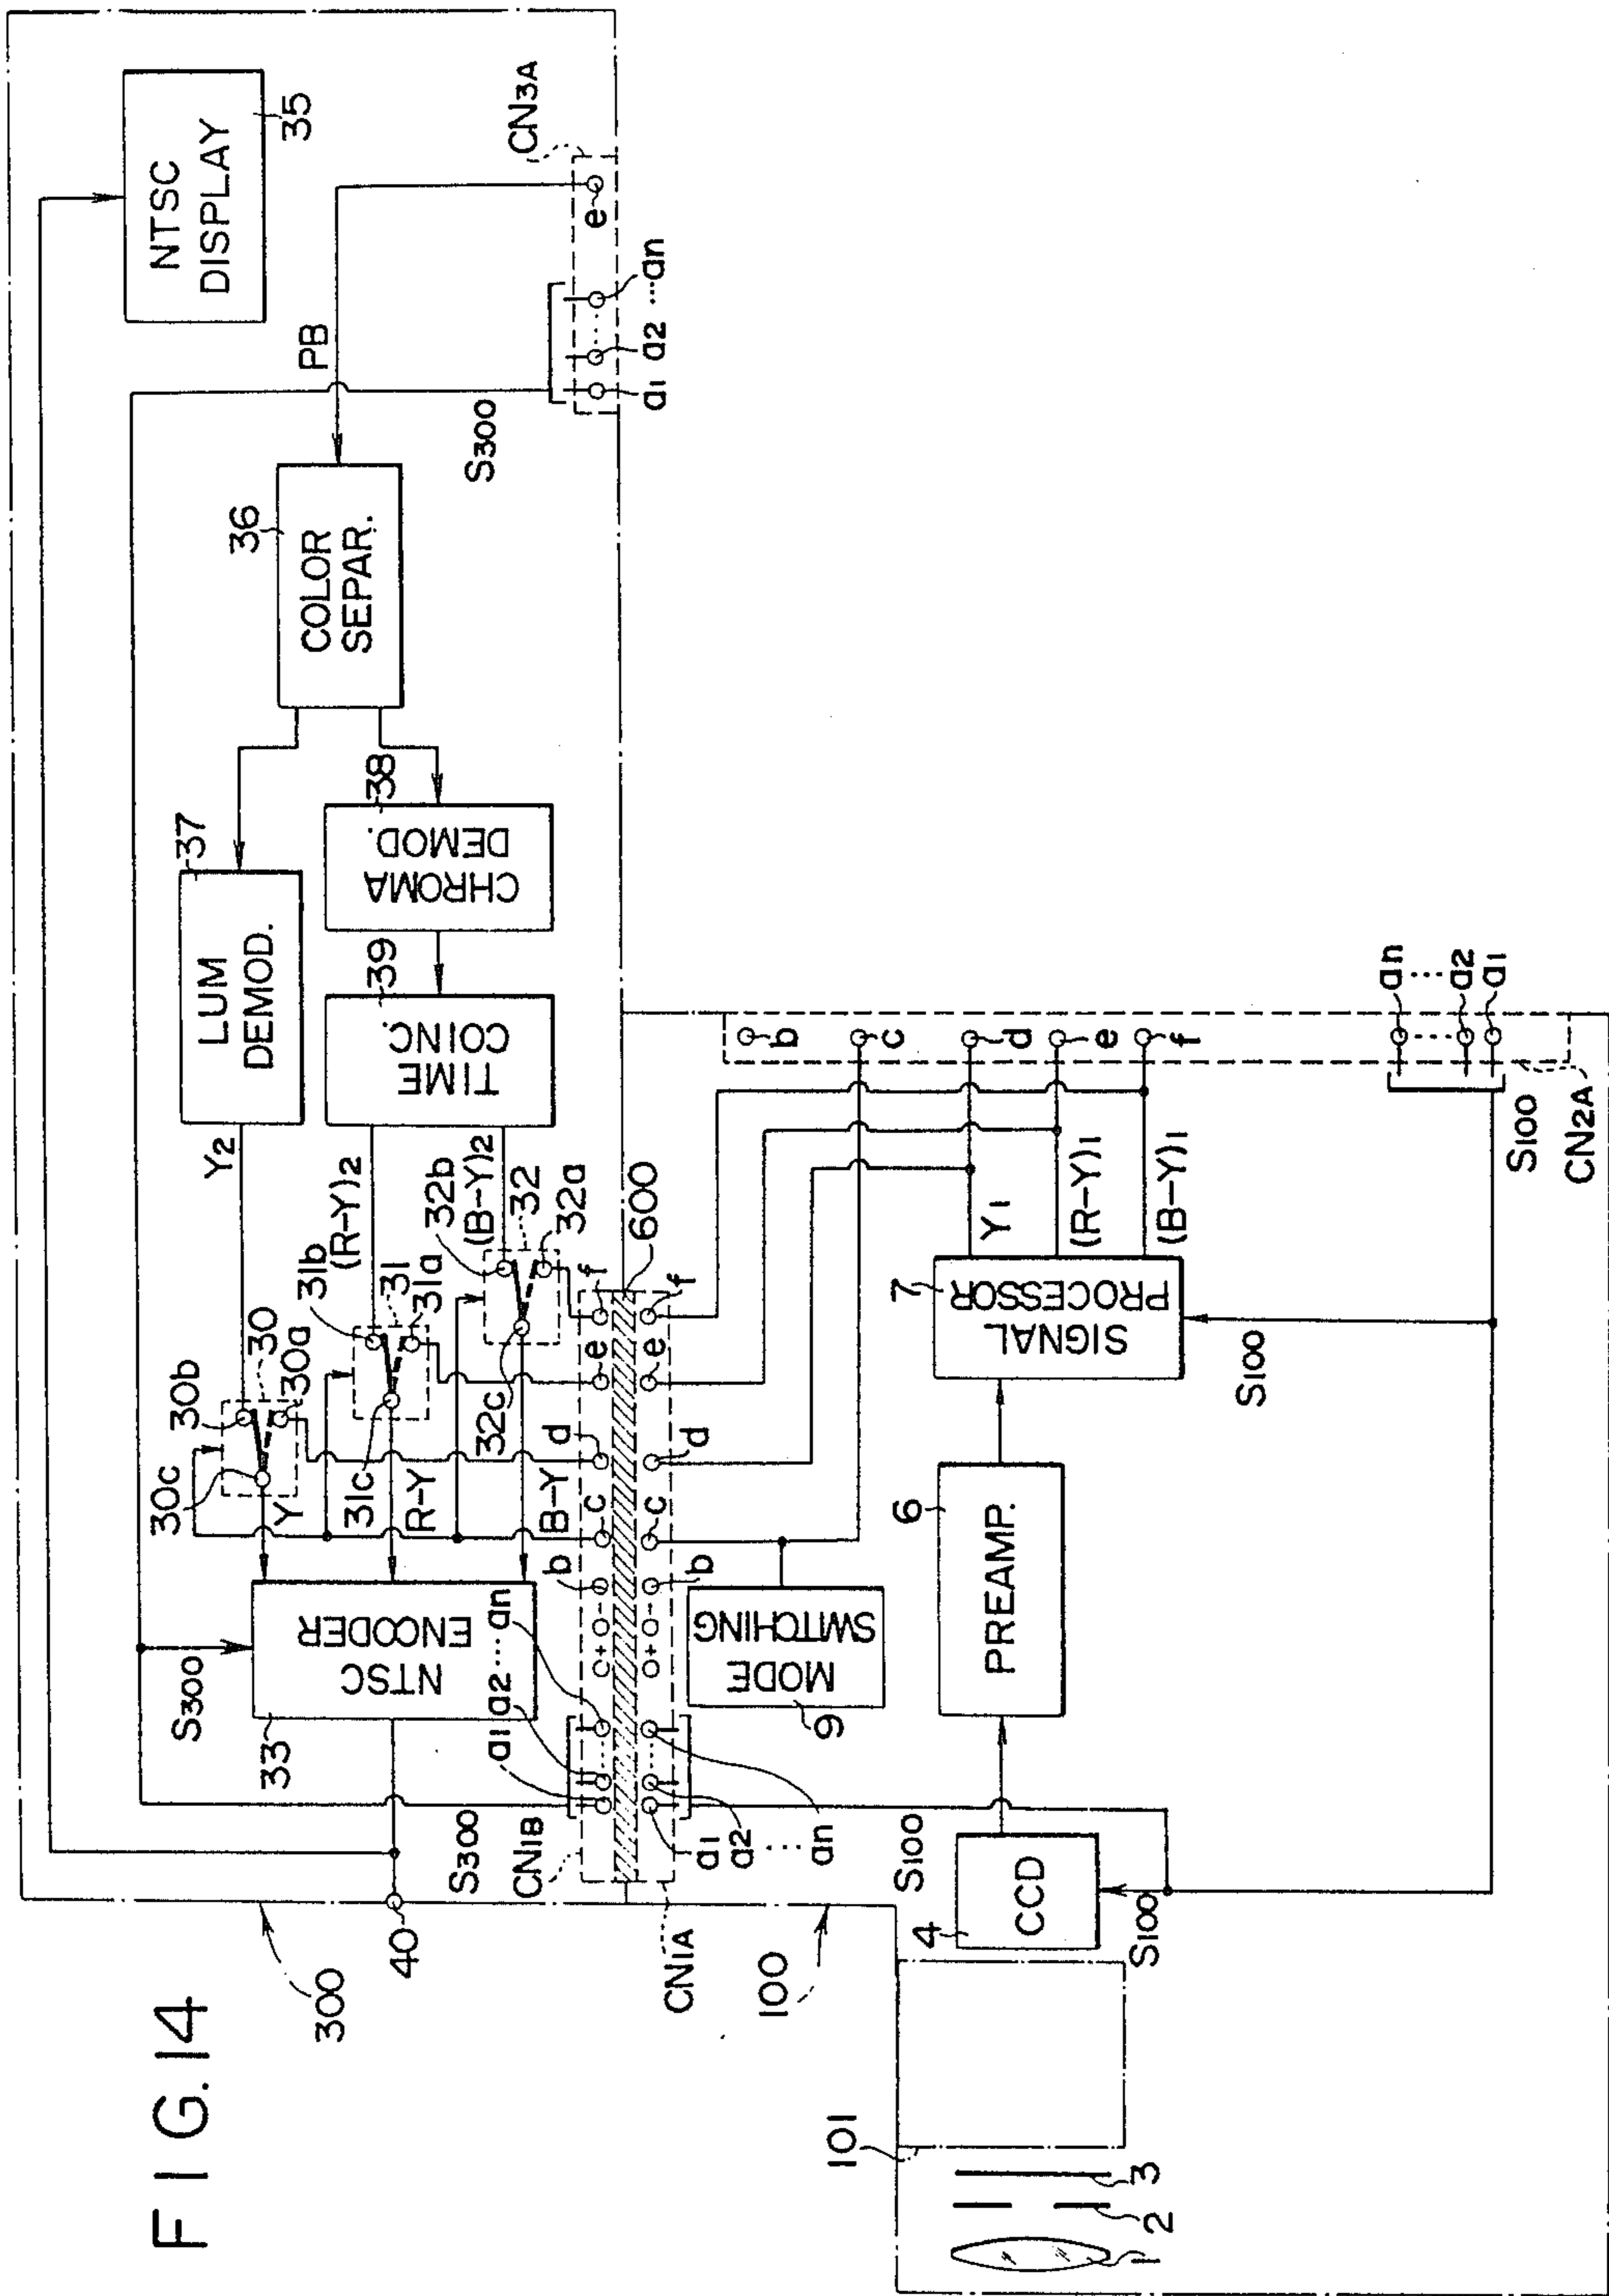 FIG. 14
300
40
S300
33
NTSC
ENCODER
S300
30c
30b
30
30a
Y
Y2
37
LUM
DEMOD.
31c
31b
31
31a
R-Y
(R-Y)2
39
TIME
COINC.
38
CHROMA
DEMOD.
36
COLOR
SEPAR.
PB
NTSC
DISPLAY
35
32c
32b
32
32a
B-Y
(B-Y)2
S300
CN3A
a1
a2
...an
e
CN1B
a1
a2
...an
+
-
b
c
d
e
f
600
CN1A
a1
a2
...an
+
-
b
c
d
e
f
100
9
MODE
SWITCHING
101
1
2
3
4
CCD
S100
S100
6
PREAMP.
7
SIGNAL
PROCESSOR
S100
Y1
(R-Y)1
(B-Y)1
b
c
d
e
f
an
...
a2
a1
S100
CN2A